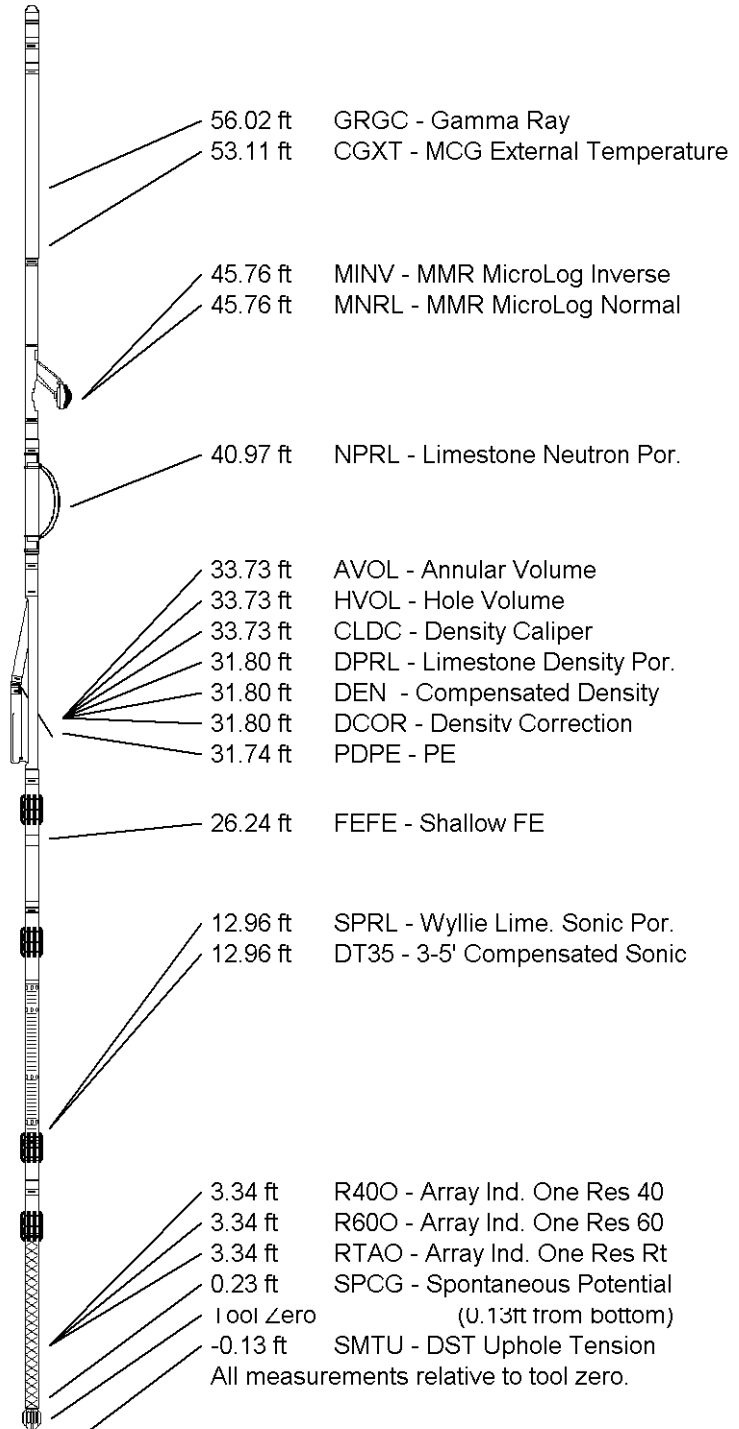 56.02 ft GRGC - Gamma Ray
53.11 ft CGXT - MCG External Temperature
45.76 ft MINV - MMR MicroLog Inverse
45.76 ft MNRL - MMR MicroLog Normal
40.97 ft NPRL - Limestone Neutron Por.
33.73 ft AVOL - Annular Volume
33.73 ft HVOL - Hole Volume
33.73 ft CLDC - Density Caliper
31.80 ft DPRL - Limestone Density Por.
31.80 ft DEN - Compensated Density
31.80 ft DCOR - Density Correction
31.74 ft PDPE - PE
26.24 ft FEFE - Shallow FE
12.96 ft SPRL - Wyllie Lime. Sonic Por.
12.96 ft DT35 - 3-5' Compensated Sonic
3.34 ft R40O - Array Ind. One Res 40
3.34 ft R60O - Array Ind. One Res 60
3.34 ft RTAO - Array Ind. One Res Rt
0.23 ft SPCG - Spontaneous Potential
Tool Zero (0.13ft from bottom)
-0.13 ft SMTU - DST Uphole Tension
All measurements relative to tool zero.